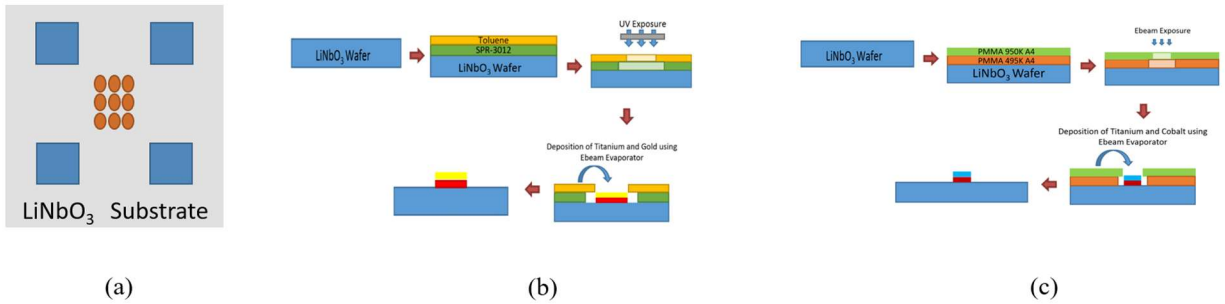 LiNbO₃ Substrate
(a)
LiNbO₃ Wafer
Toluene
SPR-3012
LiNbO₃ Wafer
UV Exposure
Deposition of Titanium and Gold using
Ebeam Evaporator
(b)
LiNbO₃ Wafer
PMMA 950K A4
PMMA 495K A4
LiNbO₃ Wafer
Ebeam Exposure
Deposition of Titanium and Cobalt using
Ebeam Evaporator
(c)